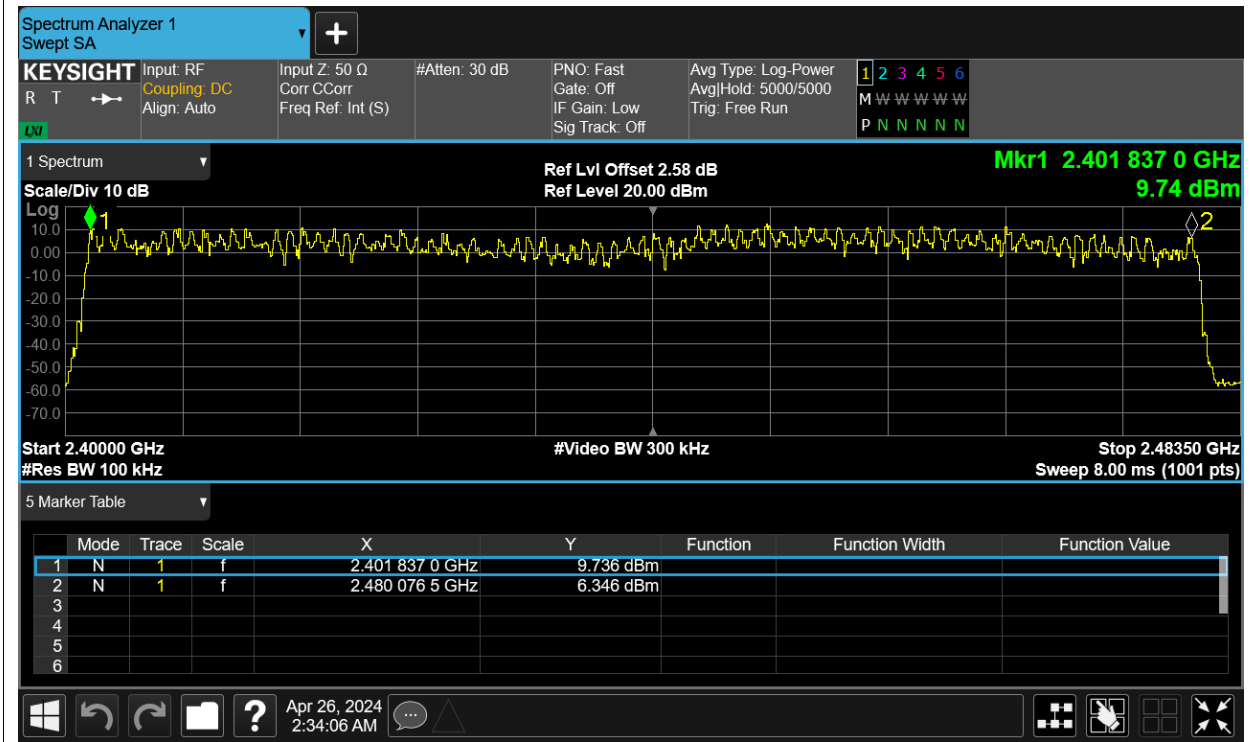 Spectrum Analyzer 1
Swept SA
KEYSIGHT
R T
LXI
Input: RF
Coupling: DC
Align: Auto
Input Z: 50 Ω
Corr CCorr
Freq Ref: Int (S)
#Atten: 30 dB
PNO: Fast
Gate: Off
IF Gain: Low
Sig Track: Off
Avg Type: Log-Power
Avg|Hold: 5000/5000
Trig: Free Run
1 2 3 4 5 6
M W W W W W
P N N N N N
1 Spectrum
Scale/Div 10 dB
Ref Lvl Offset 2.58 dB
Ref Level 20.00 dBm
Mkr1 2.401 837 0 GHz
9.74 dBm
Log
1
2
10.0
0.00
-10.0
-20.0
-30.0
-40.0
-50.0
-60.0
-70.0
Start 2.40000 GHz
#Res BW 100 kHz
#Video BW 300 kHz
Stop 2.48350 GHz
Sweep 8.00 ms (1001 pts)
5 Marker Table
Mode Trace Scale X Y Function Function Width Function Value
1 N 1 f 2.401 837 0 GHz 9.736 dBm
2 N 1 f 2.480 076 5 GHz 6.346 dBm
3
4
5
6
?
Apr 26, 2024
2:34:06 AM